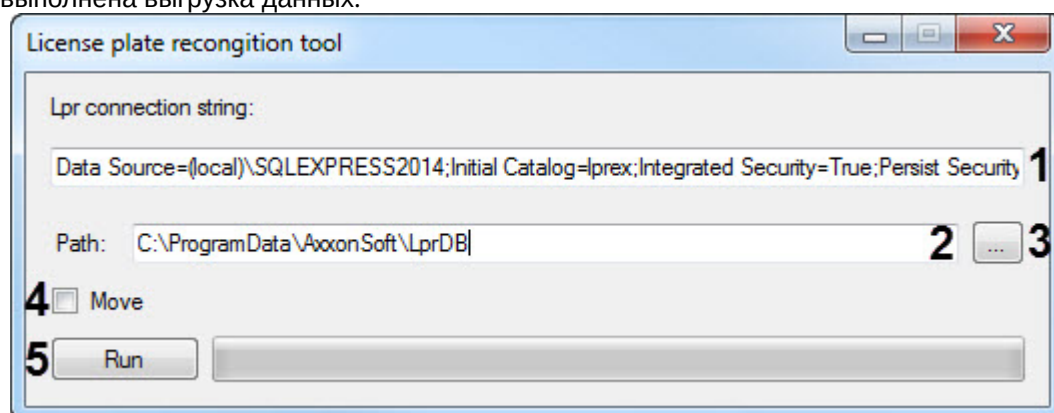 выполнена выгрузка данных.
License plate recongition tool
Lpr connection string:
Data Source=(local)\SQLEXPRESS2014;Initial Catalog=lprex;Integrated Security=True;Persist Security 1
Path: C:\ProgramData\AxxonSoft\LprDB 2 ... 3
4 Move
5 Run